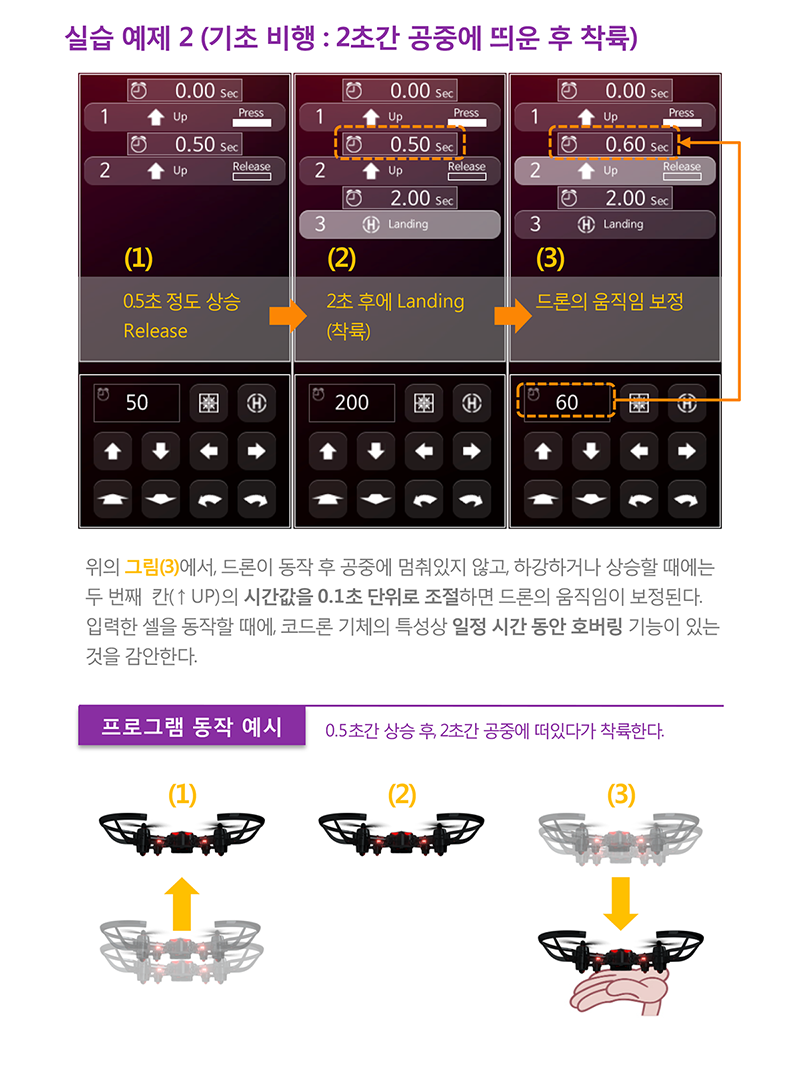 실습 예제 2 (기초 비행 : 2초간 공중에 띄운 후 착륙)
0.00 Sec
1 Up Press
0.50 Sec
2 Up Release
(1)
0.5초 정도 상승
Release
50
0.00 Sec
1 Up Press
0.50 Sec
2 Up Release
2.00 Sec
3 H Landing
(2)
2초 후에 Landing
(착륙)
200
0.00 Sec
1 Up Press
0.60 Sec
2 Up Release
2.00 Sec
3 H Landing
(3)
드론의 움직임 보정
60
위의 그림(3)에서, 드론이 동작 후 공중에 멈춰있지 않고, 하강하거나 상승할 때에는
두 번째 칸(↑UP)의 시간값을 0.1초 단위로 조절하면 드론의 움직임이 보정된다.
입력한 셀을 동작할 때에, 코드론 기체의 특성상 일정 시간 동안 호버링 기능이 있는
것을 감안한다.
프로그램 동작 예시
0.5초간 상승 후, 2초간 공중에 떠있다가 착륙한다.
(1)
(2)
(3)